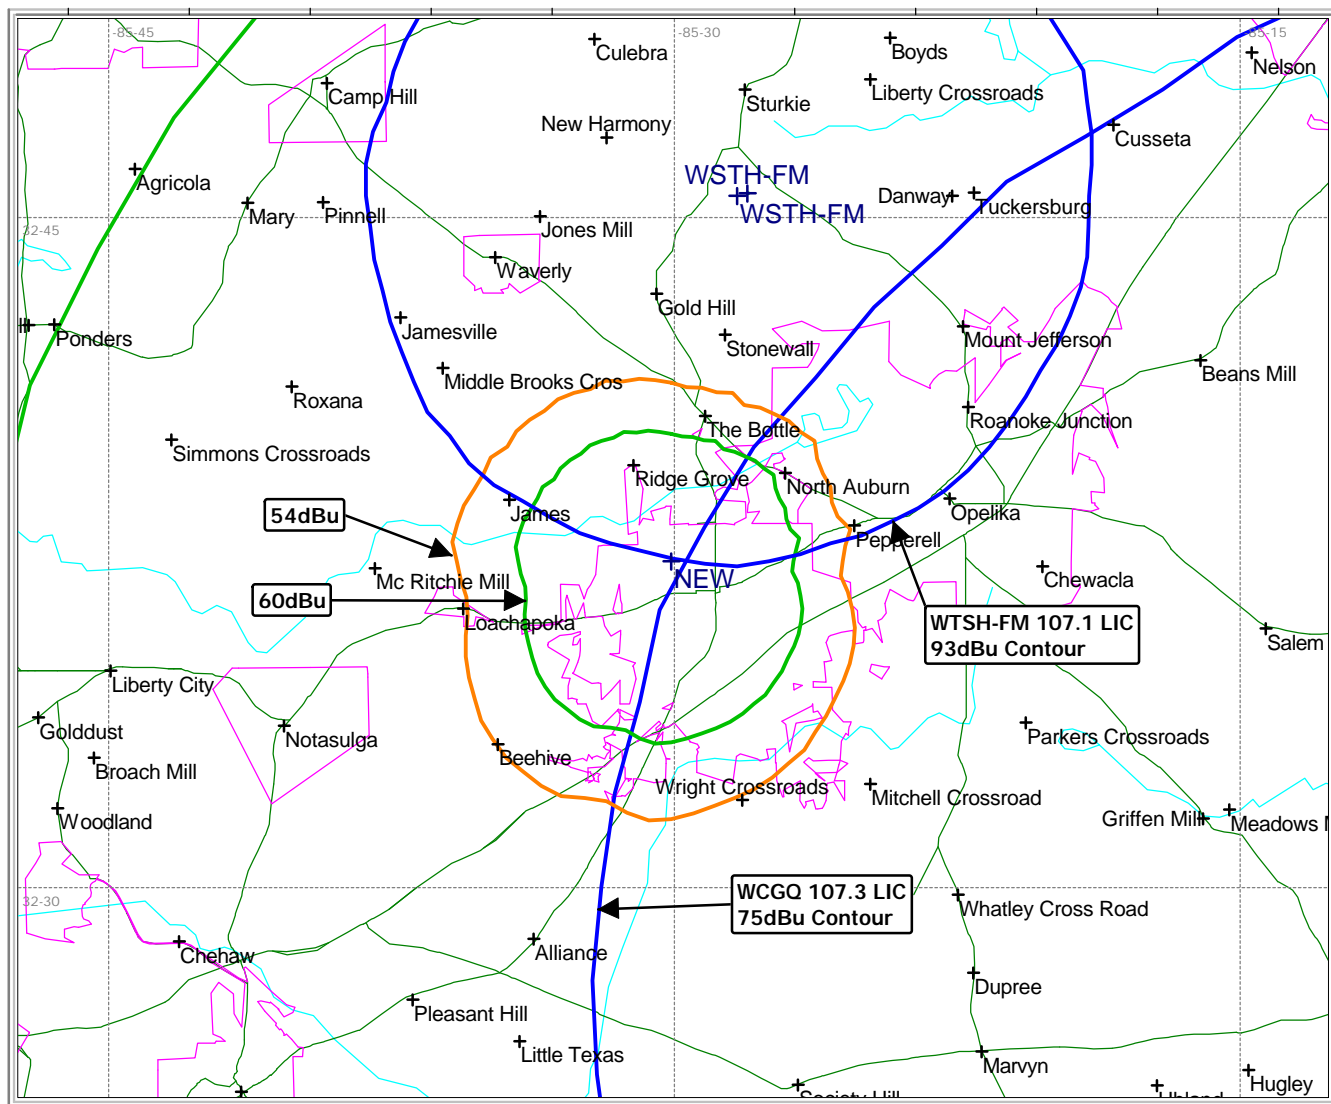 -85-45
-85-30
-85-15
Culebra
Boyds
Nelson
Camp Hill
Sturkie
Liberty Crossroads
New Harmony
Cusseta
Agricola
WSTH-FM
Mary
Pinnell
Danway
Tuckersburg
WSTH-FM
32-45
Jones Mill
Waverly
Gold Hill
Ponders
Jamesville
Stonewall
Mount Jefferson
Middle Brooks Cros
Beans Mill
Roxana
The Bottle
Roanoke Junction
Simmons Crossroads
Ridge Grove
North Auburn
54dBu
James
Opelika
Pepperell
Mc Ritchie Mill
NEW
Chewacla
60dBu
Loachapoka
WTSH-FM 107.1 LIC
93dBu Contour
Salem
Liberty City
Golddust
Notasulga
Parkers Crossroads
Beehive
Broach Mill
Wright Crossroads
Mitchell Crossroad
Woodland
Griffen Mill
Meadows M
WCGQ 107.3 LIC
75dBu Contour
32-30
Whatley Cross Road
Alliance
Chehaw
Dupree
Pleasant Hill
Little Texas
Marvyn
Hugley
Society Hill